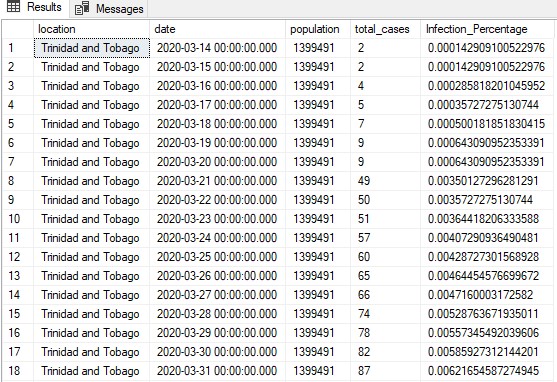 Results Messages
location date population total_cases Infection_Percentage
1 Trinidad and Tobago 2020-03-14 00:00:00.000 1399491 2 0.000142909100522976
2 Trinidad and Tobago 2020-03-15 00:00:00.000 1399491 2 0.000142909100522976
3 Trinidad and Tobago 2020-03-16 00:00:00.000 1399491 4 0.000285818201045952
4 Trinidad and Tobago 2020-03-17 00:00:00.000 1399491 5 0.00035727275130744
5 Trinidad and Tobago 2020-03-18 00:00:00.000 1399491 7 0.000500181851830415
6 Trinidad and Tobago 2020-03-19 00:00:00.000 1399491 9 0.000643090952353391
7 Trinidad and Tobago 2020-03-20 00:00:00.000 1399491 9 0.000643090952353391
8 Trinidad and Tobago 2020-03-21 00:00:00.000 1399491 49 0.00350127296281291
9 Trinidad and Tobago 2020-03-22 00:00:00.000 1399491 50 0.0035727275130744
10 Trinidad and Tobago 2020-03-23 00:00:00.000 1399491 51 0.00364418206333588
11 Trinidad and Tobago 2020-03-24 00:00:00.000 1399491 57 0.00407290936490481
12 Trinidad and Tobago 2020-03-25 00:00:00.000 1399491 60 0.00428727301568928
13 Trinidad and Tobago 2020-03-26 00:00:00.000 1399491 65 0.00464454576699672
14 Trinidad and Tobago 2020-03-27 00:00:00.000 1399491 66 0.0047160003172582
15 Trinidad and Tobago 2020-03-28 00:00:00.000 1399491 74 0.00528763671935011
16 Trinidad and Tobago 2020-03-29 00:00:00.000 1399491 78 0.00557345492039606
17 Trinidad and Tobago 2020-03-30 00:00:00.000 1399491 82 0.00585927312144201
18 Trinidad and Tobago 2020-03-31 00:00:00.000 1399491 87 0.00621654587274945